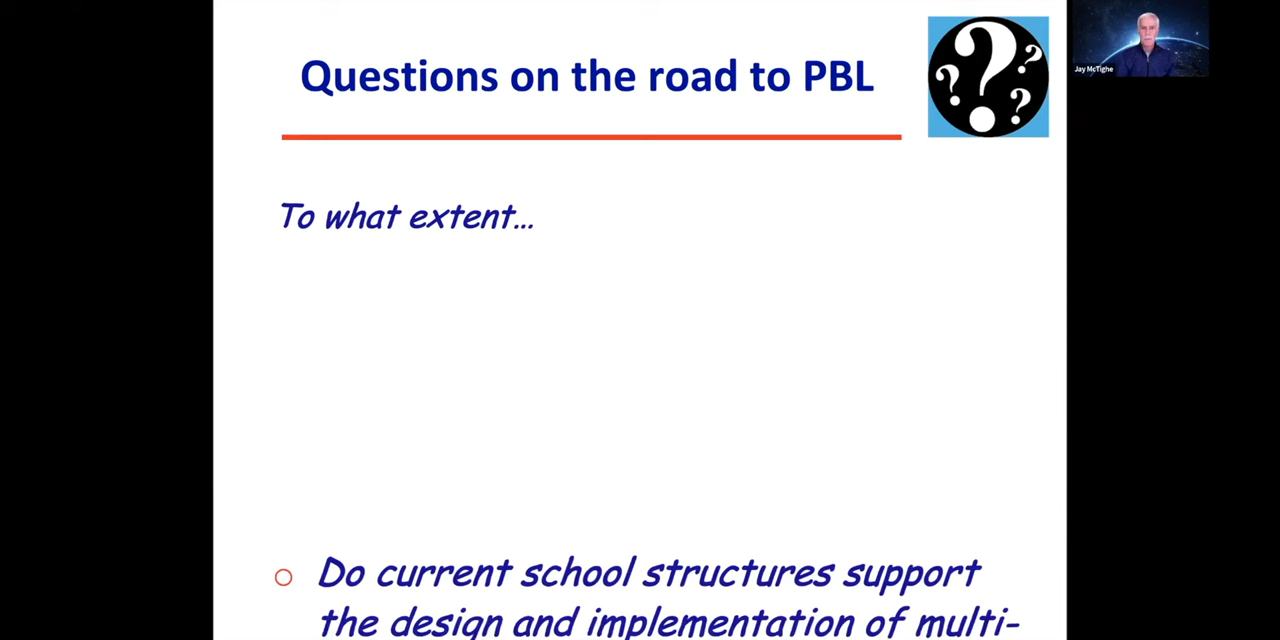 Questions on the road to PBL
Jay McTighe
To what extent...
Do current school structures support
the design and implementation of multi-